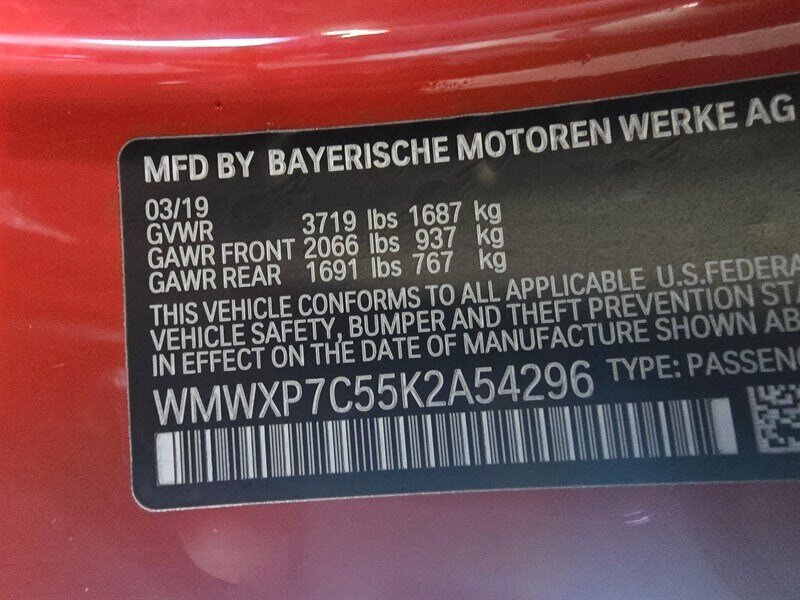 MFD BY BAYERISCHE MOTOREN WERKE AG
03/19
GVWR 3719 lbs 1687 kg
GAWR FRONT 2066 lbs 937 kg
GAWR REAR 1691 lbs 767 kg
THIS VEHICLE CONFORMS TO ALL APPLICABLE U.S.FEDERA
VEHICLE SAFETY, BUMPER AND THEFT PREVENTION STA
IN EFFECT ON THE DATE OF MANUFACTURE SHOWN AB
WMWXP7C55K2A54296 TYPE: PASSENG